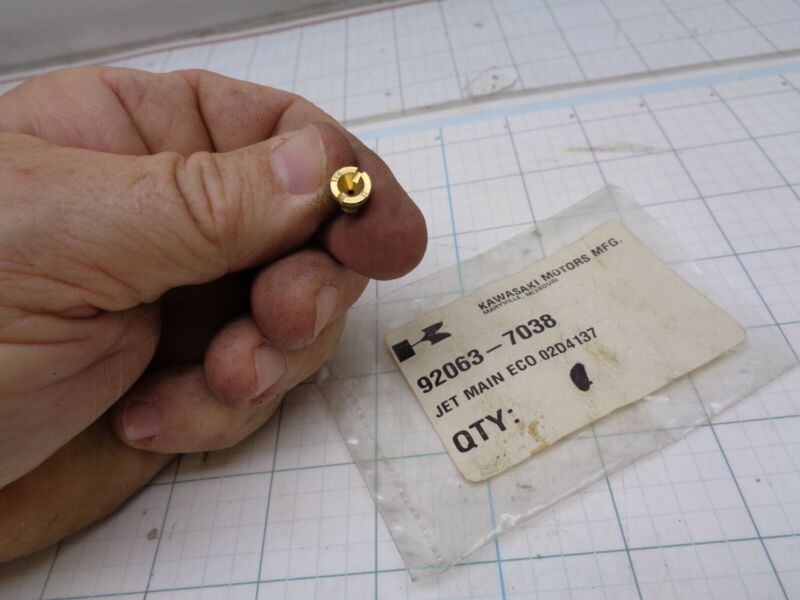 KAWASAKI MOTORS MFG.
MARYVILLE, MISSOURI
92063-7038
JET MAIN ECO 02D4137
QTY: